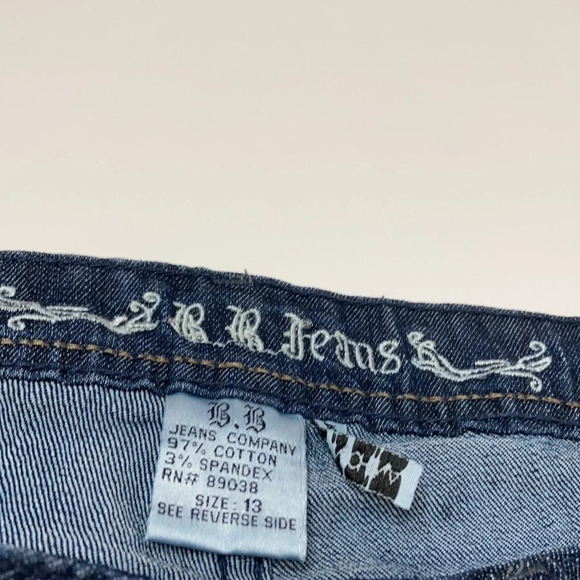 B.B.Jeans
B.B
JEANS COMPANY
97% COTTON
3% SPANDEX
RN# 89038
SIZE: 13
SEE REVERSE SIDE